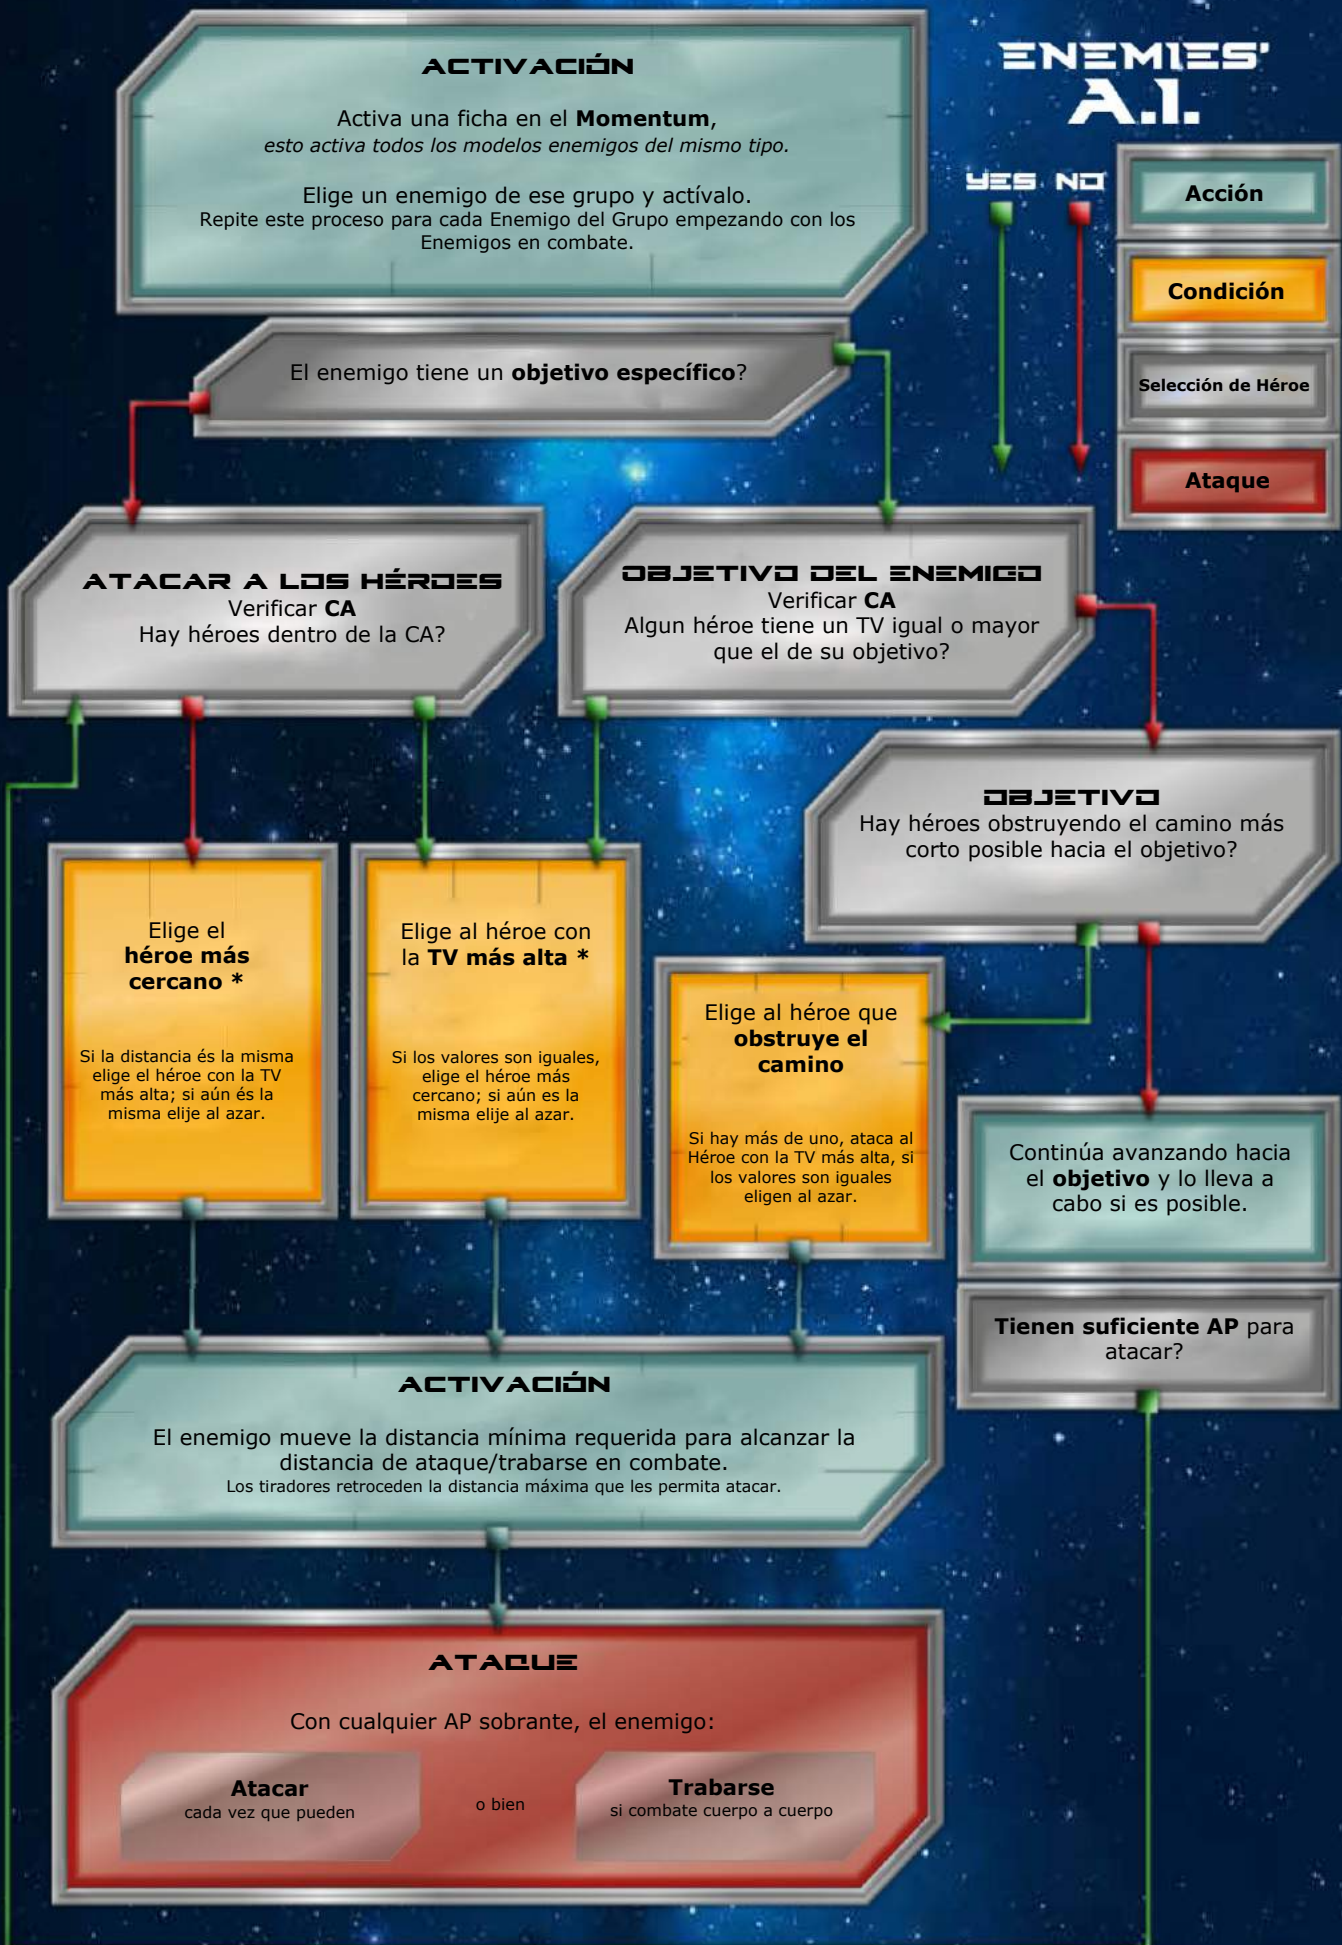 ACTIVACIÓN
Activa una ficha en el Momentum,
esto activa todos los modelos enemigos del mismo tipo.
Elige un enemigo de ese grupo y actívalo.
Repite este proceso para cada Enemigo del Grupo empezando con los
Enemigos en combate.
ENEMIES'
A.I.
YES NO
Acción
Condición
Selección de Héroe
Ataque
El enemigo tiene un objetivo específico?
ATACAR A LOS HÉROES
Verificar CA
Hay héroes dentro de la CA?
OBJETIVO DEL ENEMIGO
Verificar CA
Algun héroe tiene un TV igual o mayor
que el de su objetivo?
OBJETIVO
Hay héroes obstruyendo el camino más
corto posible hacia el objetivo?
Elige el
héroe más
cercano *
Si la distancia és la misma
elige el héroe con la TV
más alta; si aún és la
misma elije al azar.
Elige al héroe con
la TV más alta *
Si los valores son iguales,
elige el héroe más
cercano; si aún es la
misma elije al azar.
Elige al héroe que
obstruye el
camino
Si hay más de uno, ataca al
Héroe con la TV más alta, si
los valores son iguales
eligen al azar.
Continúa avanzando hacia
el objetivo y lo lleva a
cabo si es posible.
Tienen suficiente AP para
atacar?
ACTIVACIÓN
El enemigo mueve la distancia mínima requerida para alcanzar la
distancia de ataque/trabarse en combate.
Los tiradores retroceden la distancia máxima que les permita atacar.
ATAQUE
Con cualquier AP sobrante, el enemigo:
Atacar
cada vez que pueden
o bien
Trabarse
si combate cuerpo a cuerpo